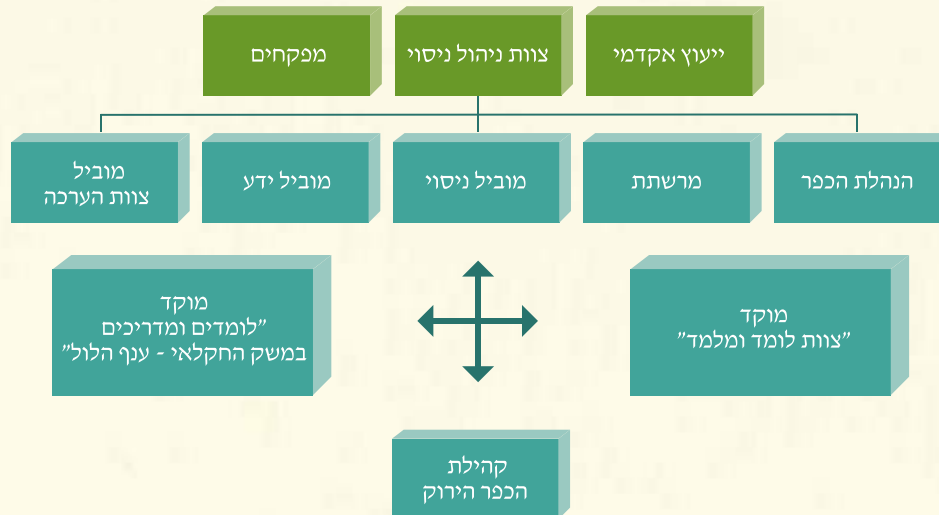 ייעוץ אקדמי
צוות ניהול ניסוי
מפקחים
הנהלת הכפר
מרשתת
מוביל ניסוי
מוביל ידע
מוביל
צוות הערכה
מוקד
"צוות לומד ומלמד"
מוקד
"לומדים ומדריכים
במשק החקלאי - ענף הלול"
קהילת
הכפר הירוק